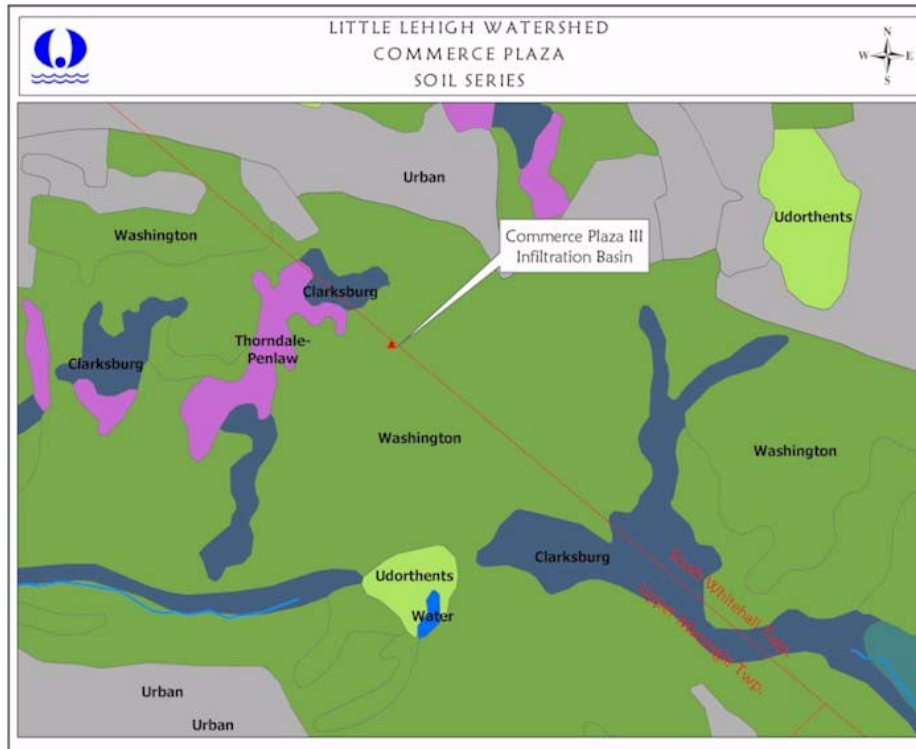 LITTLE LEHIGH WATERSHED
COMMERCE PLAZA
SOIL SERIES
N
W E
S
Urban
Udorthents
Washington
Commerce Plaza III
Infiltration Basin
Clarksburg
Thorndale-
Penlaw
Clarksburg
Washington
Washington
Clarksburg
Udorthents
Water
South Whitehall Twp.
Upper Macungie Twp.
Urban
Urban